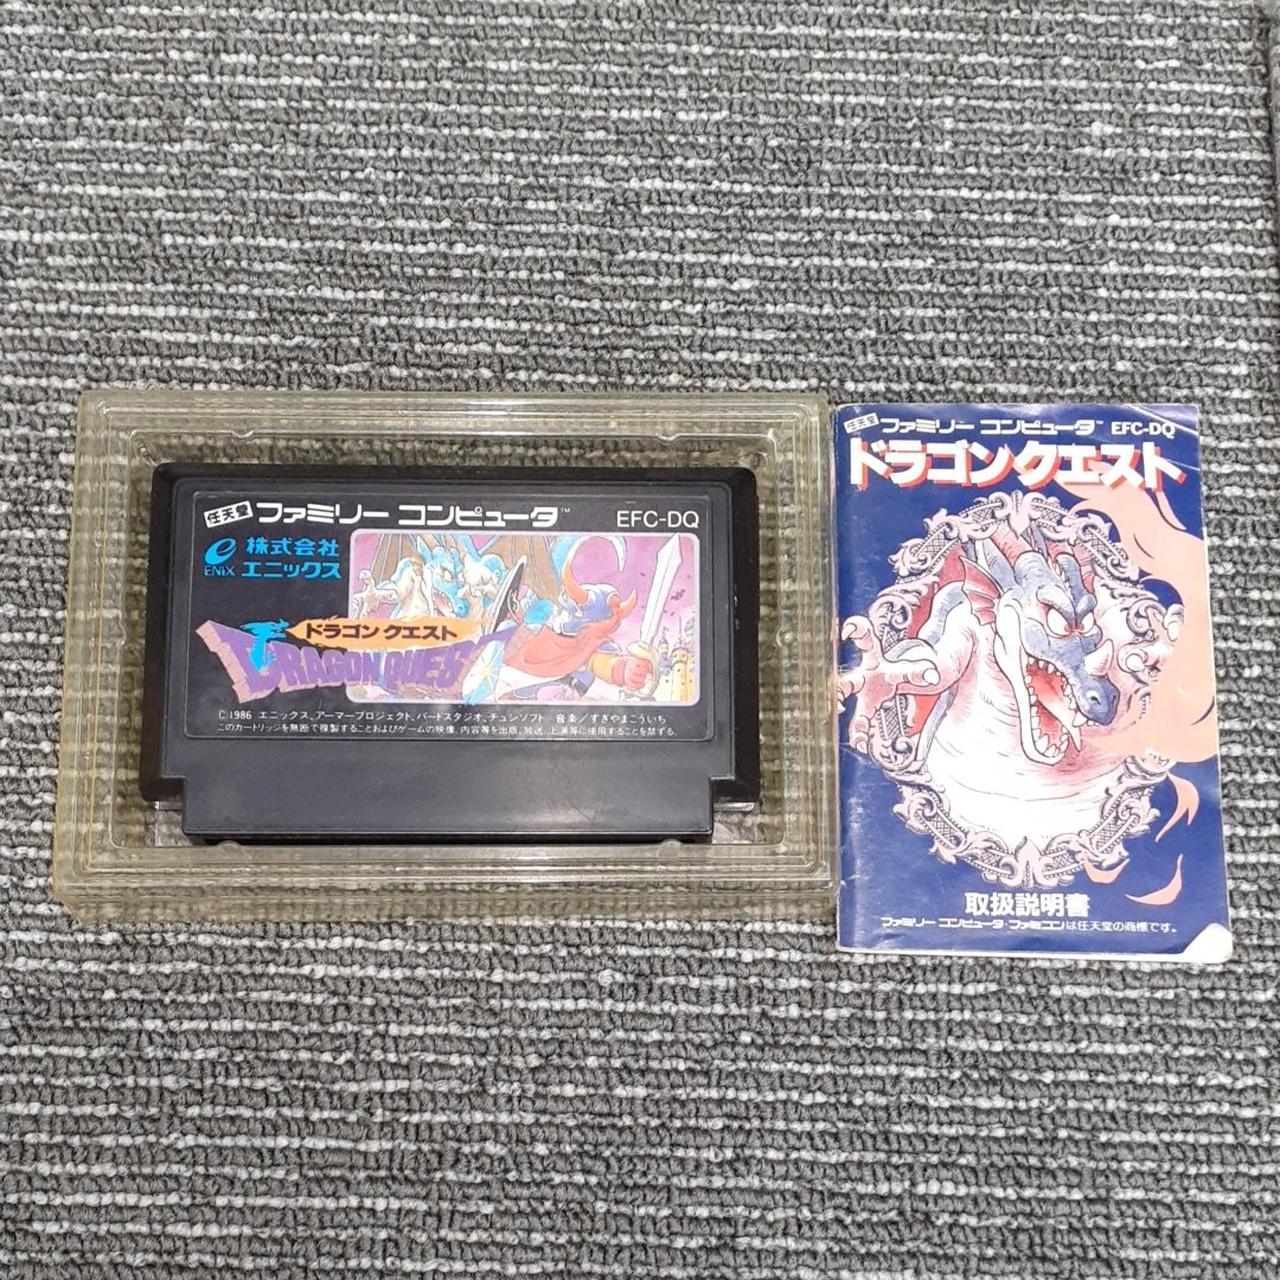 任天堂 ファミリー コンピュータ™ EFC-DQ
e 株式会社
ENIX エニックス
ドラゴン クエスト
DRAGON QUEST
C1986 エニックス、アーマープロジェクト、バードスタジオ、チュンソフト 音楽/すぎやまこういち
このカートリッジを無断で複製することおよびゲームの映像、内容等を出版、放送、上演等に使用することを禁ずる。
任天堂 ファミリー コンピュータ™ EFC-DQ
ドラゴンクエスト
取扱説明書
ファミリー コンピュータ・ファミコンは任天堂の商標です。